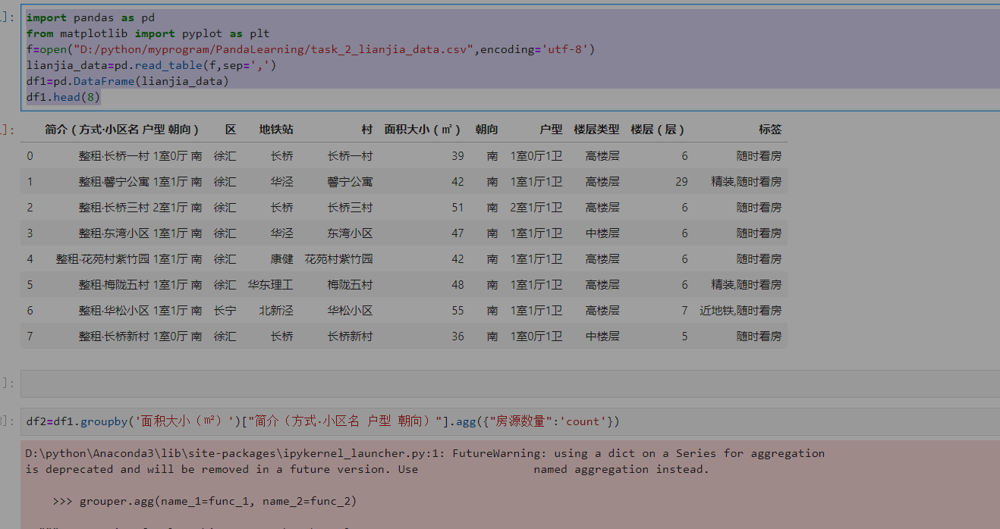 ]:
import pandas as pd
from matplotlib import pyplot as plt
f=open("D:/python/myprogram/PandaLearning/task_2_lianjia_data.csv",encoding='utf-8')
lianjia_data=pd.read_table(f,sep=',')
df1=pd.DataFrame(lianjia_data)
df1.head(8)
]:
简介（方式·小区名 户型 朝向） 区 地铁站 村 面积大小（㎡） 朝向 户型 楼层类型 楼层（层） 标签
0 整租·长桥一村 1室0厅 南 徐汇 长桥 长桥一村 39 南 1室0厅1卫 高楼层 6 随时看房
1 整租·馨宁公寓 1室1厅 南 徐汇 华泾 馨宁公寓 42 南 1室1厅1卫 高楼层 29 精装,随时看房
2 整租·长桥三村 2室1厅 南 徐汇 长桥 长桥三村 51 南 2室1厅1卫 高楼层 6 随时看房
3 整租·东湾小区 1室1厅 南 徐汇 华泾 东湾小区 47 南 1室1厅1卫 中楼层 6 随时看房
4 整租·花苑村紫竹园 1室1厅 南 徐汇 康健 花苑村紫竹园 42 南 1室1厅1卫 高楼层 6 随时看房
5 整租·梅陇五村 1室1厅 南 徐汇 华东理工 梅陇五村 48 南 1室1厅1卫 高楼层 6 精装,随时看房
6 整租·华松小区 1室1厅 南 长宁 北新泾 华松小区 55 南 1室1厅1卫 高楼层 7 近地铁,随时看房
7 整租·长桥新村 1室0厅 南 徐汇 长桥 长桥新村 36 南 1室0厅1卫 中楼层 5 随时看房
]:
]:
df2=df1.groupby('面积大小（㎡）')["简介（方式·小区名 户型 朝向）"].agg({"房源数量":'count'})
D:\python\Anaconda3\lib\site-packages\ipykernel_launcher.py:1: FutureWarning: using a dict on a Series for aggregation
is deprecated and will be removed in a future version. Use                 named aggregation instead.
>>> grouper.agg(name_1=func_1, name_2=func_2)